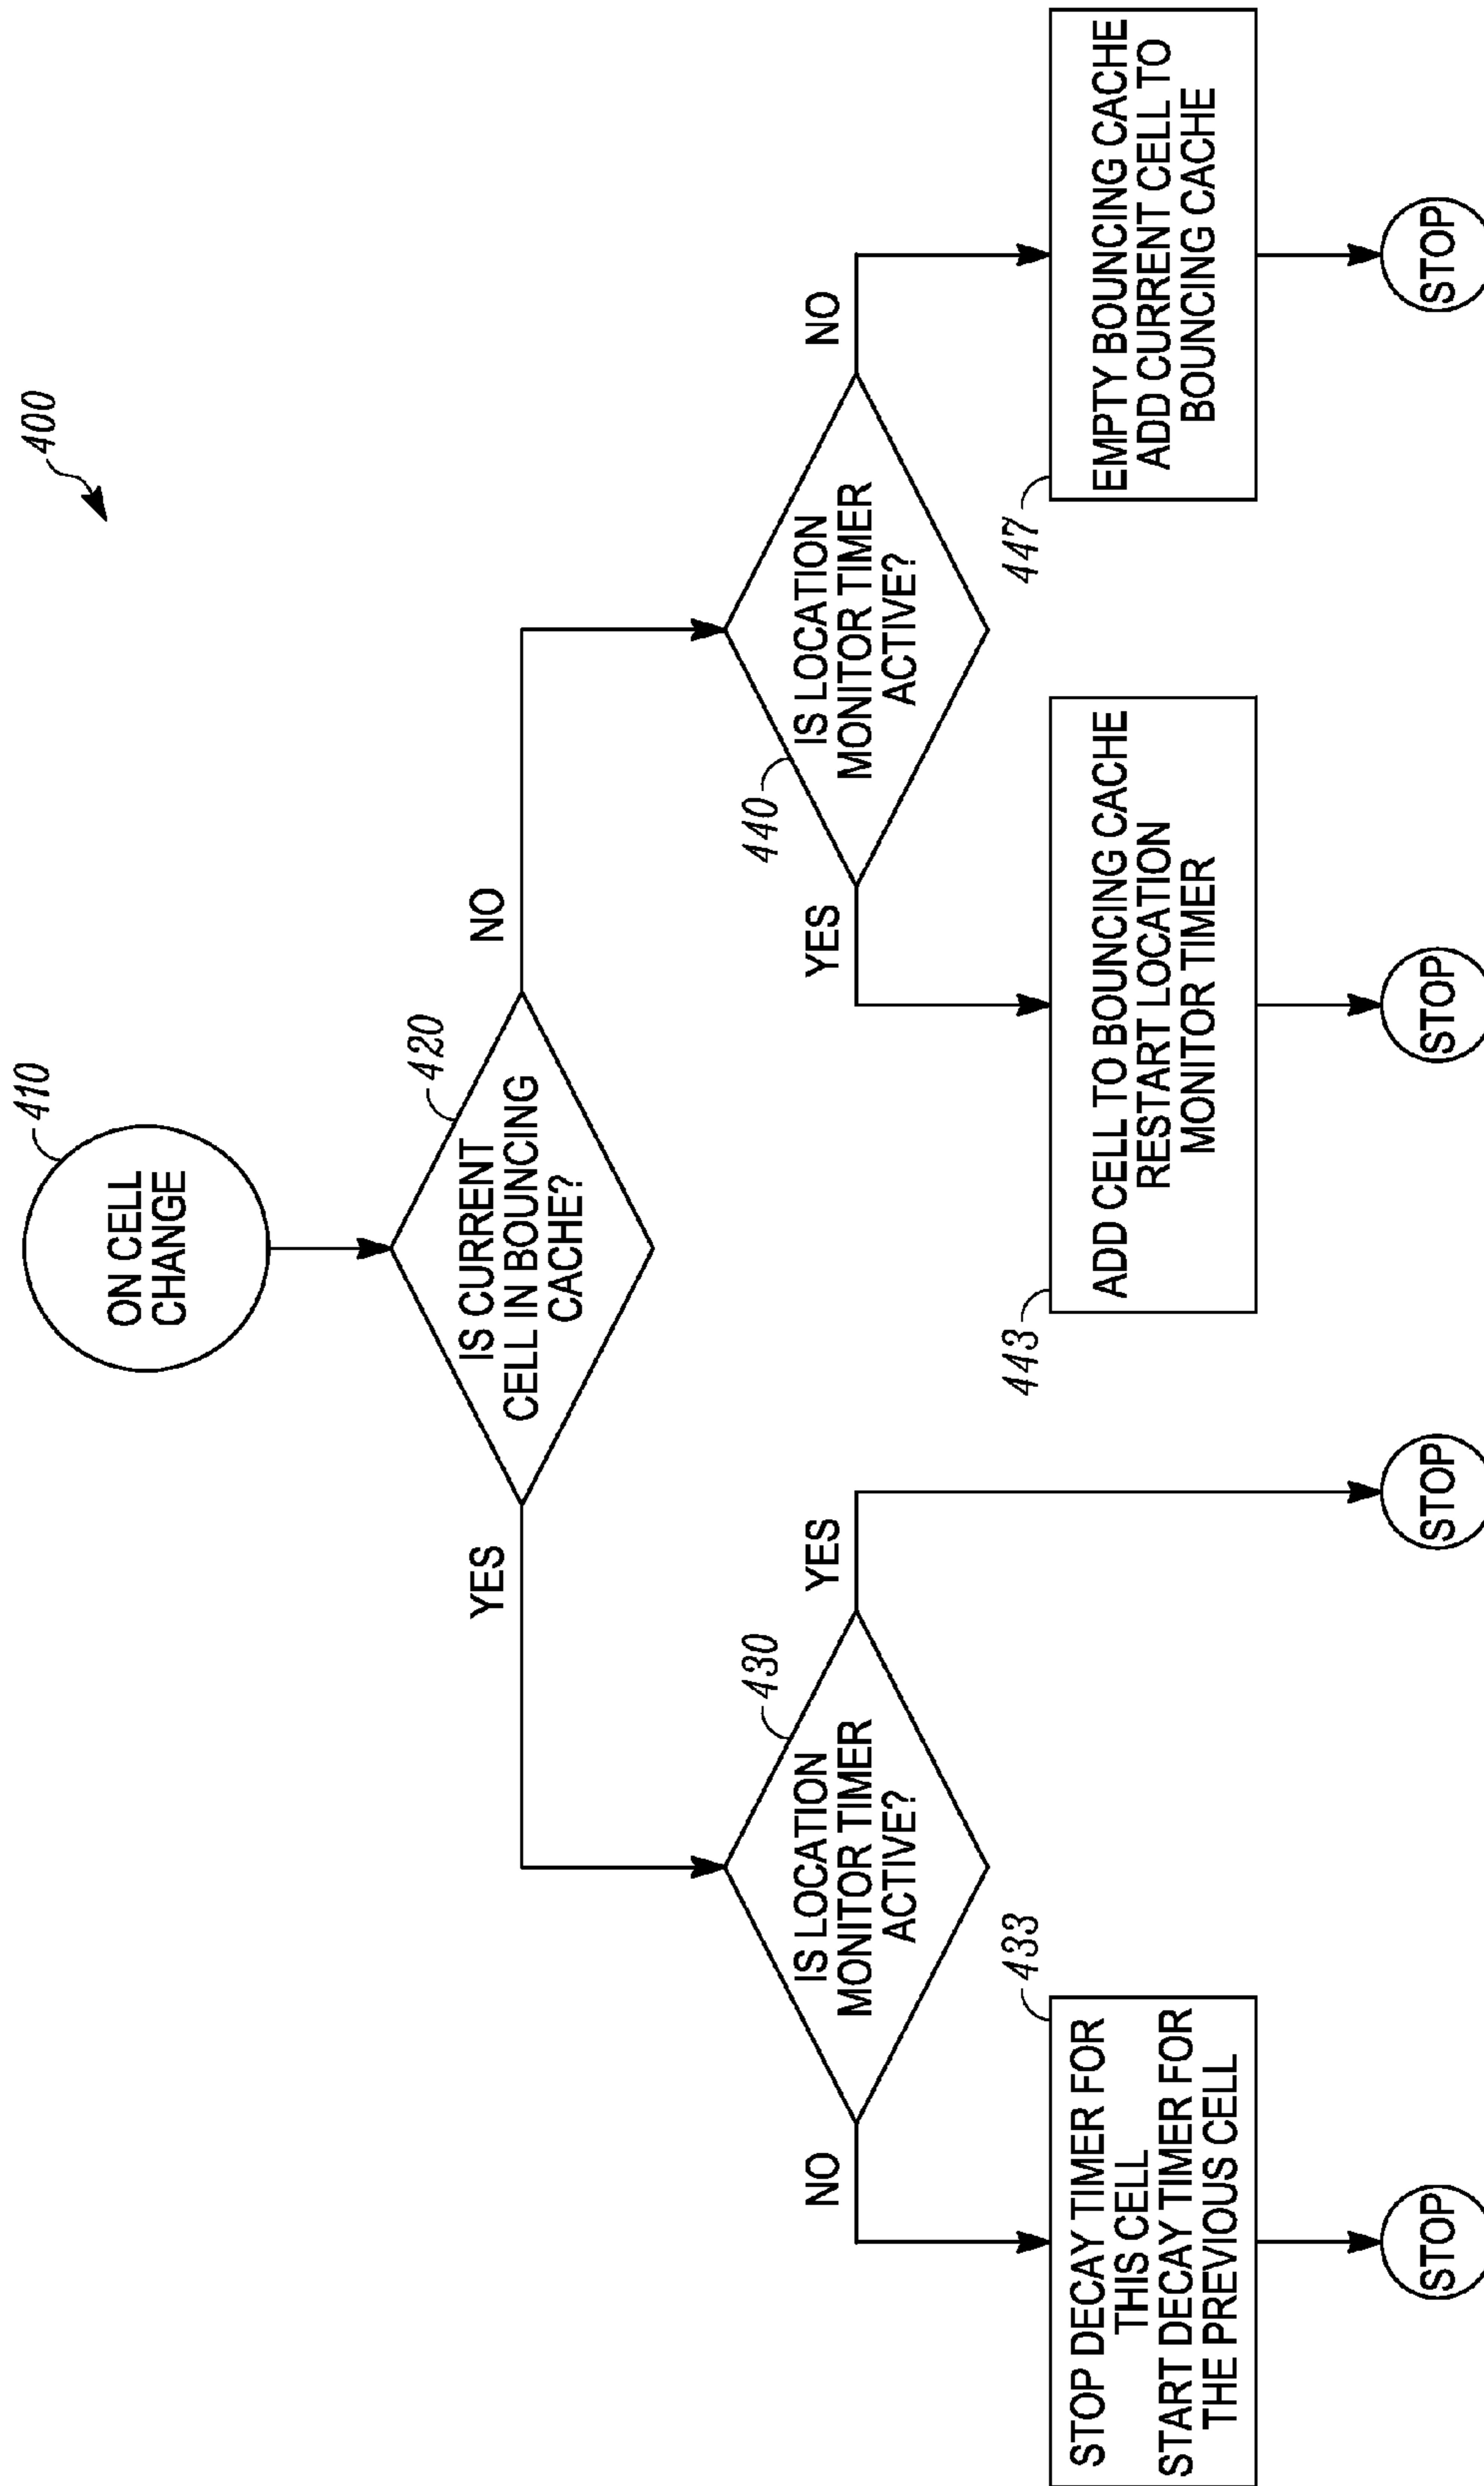 400
410
ON CELL
CHANGE
420
IS CURRENT
CELL IN BOUNCING
CACHE?
YES
NO
430
IS LOCATION
MONITOR TIMER
ACTIVE?
NO
YES
440
IS LOCATION
MONITOR TIMER
ACTIVE?
YES
NO
433
STOP DECAY TIMER FOR
THIS CELL
START DECAY TIMER FOR
THE PREVIOUS CELL
443
ADD CELL TO BOUNCING CACHE
RESTART LOCATION
MONITOR TIMER
447
EMPTY BOUNCING CACHE
ADD CURRENT CELL TO
BOUNCING CACHE
STOP
STOP
STOP
STOP